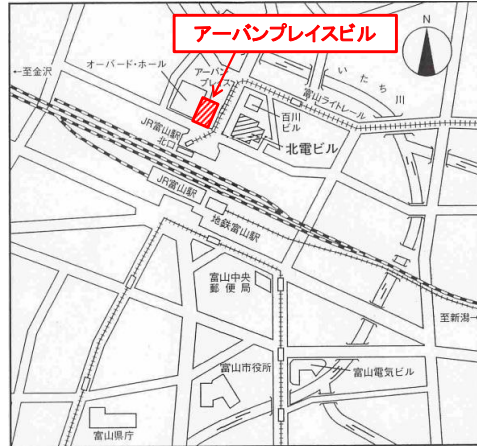 アーバンプレイスビル
N
←至金沢
オーバード・ホール
アーバン
プレイス
いたち川
富山ライトレール
百川
ビル
北電ビル
JR富山駅
北口
JR富山駅
地鉄富山駅
富山中央
郵便局
至新潟→
富山市役所
富山電気ビル
富山県庁